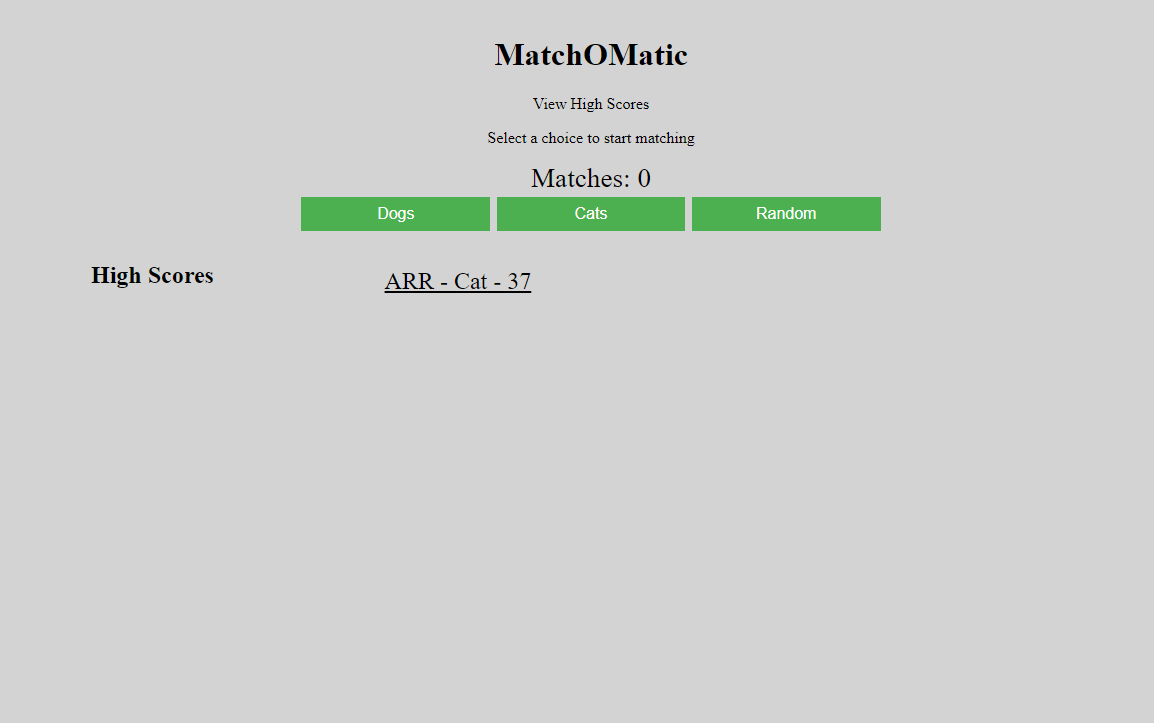 MatchOMatic
View High Scores
Select a choice to start matching
Matches: 0
Dogs Cats Random
High Scores ARR - Cat - 37